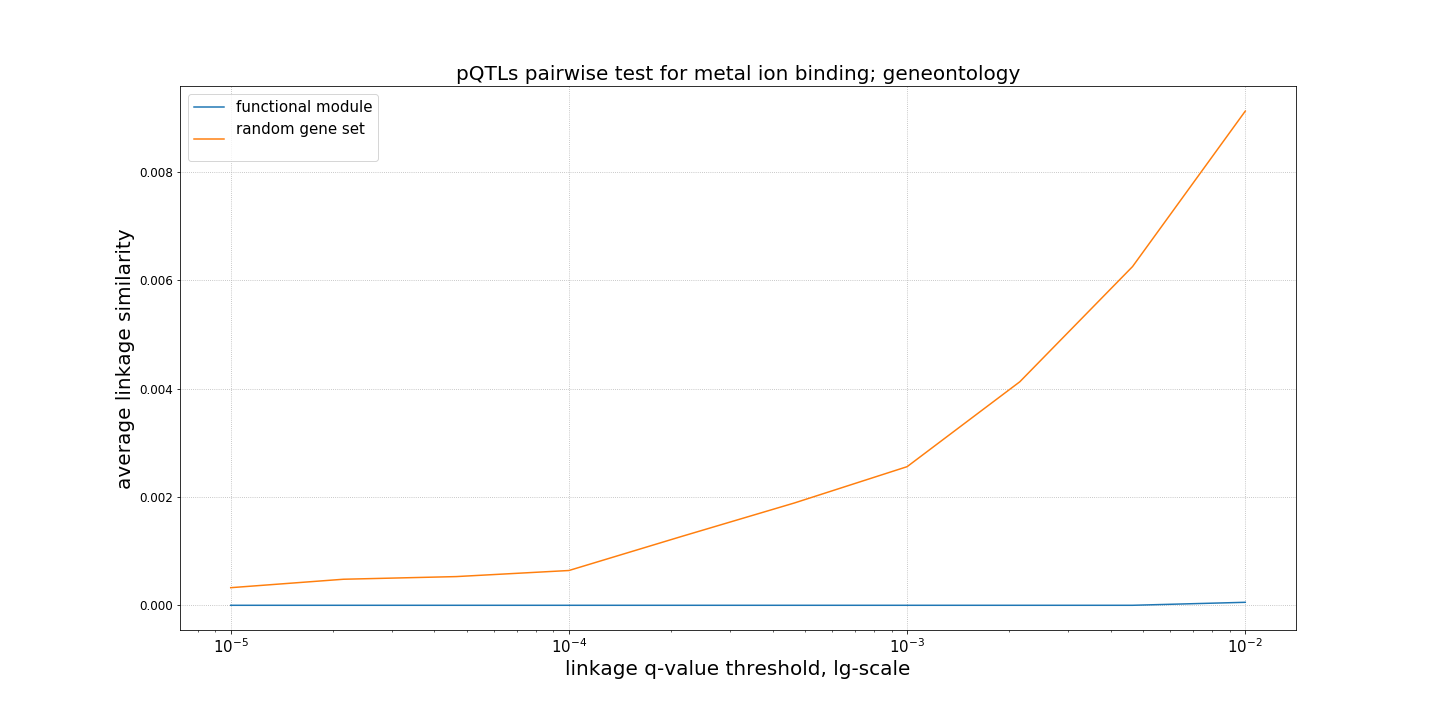 pQTLs pairwise test for metal ion binding; geneontology
functional module
random gene set
average linkage similarity
0.008
0.006
0.004
0.002
0.000
10⁻⁵
10⁻⁴
10⁻³
10⁻²
linkage q-value threshold, lg-scale